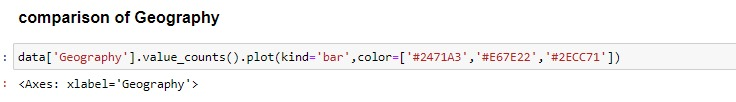 comparison of Geography
: data['Geography'].value_counts().plot(kind='bar',color=['#2471A3','#E67E22','#2ECC71'])
: <Axes: xlabel='Geography'>